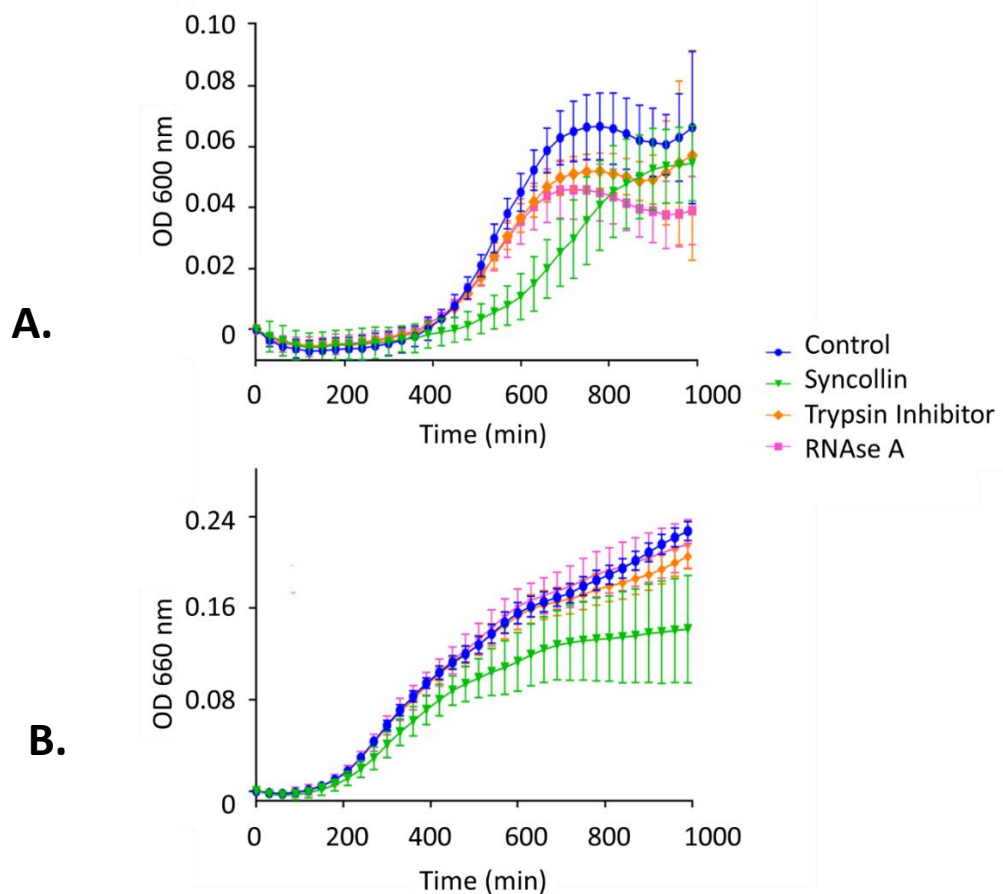 0.10
0.08
0.06
0.04
0.02
0
OD 600 nm
A.
0 200 400 600 800 1000
Time (min)
Control
Syncollin
Trypsin Inhibitor
RNAse A
0.24
0.16
0.08
0
OD 660 nm
B.
0 200 400 600 800 1000
Time (min)